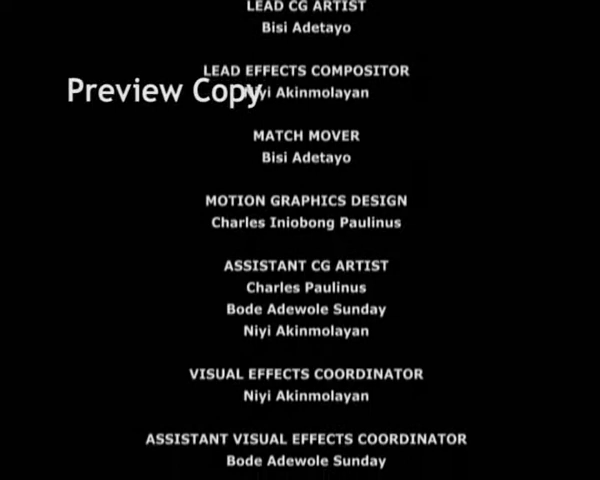 LEAD CG ARTIST
Bisi Adetayo
LEAD EFFECTS COMPOSITOR
Preview Copy
Niyi Akinmolayan
MATCH MOVER
Bisi Adetayo
MOTION GRAPHICS DESIGN
Charles Iniobong Paulinus
ASSISTANT CG ARTIST
Charles Paulinus
Bode Adewole Sunday
Niyi Akinmolayan
VISUAL EFFECTS COORDINATOR
Niyi Akinmolayan
ASSISTANT VISUAL EFFECTS COORDINATOR
Bode Adewole Sunday